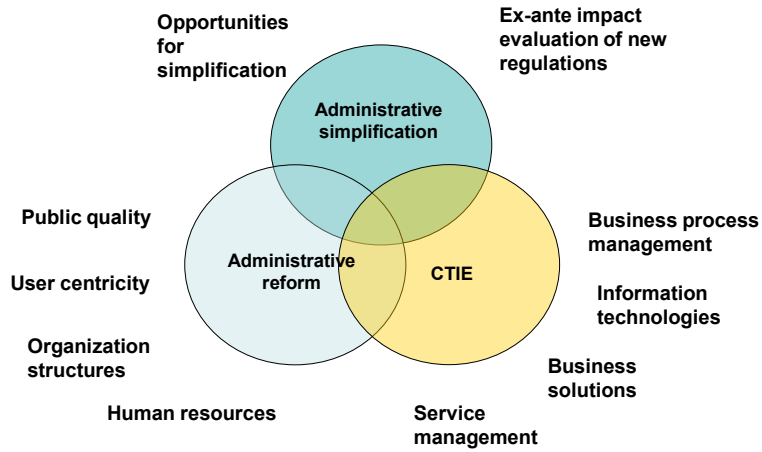 Opportunities
for
simplification
Ex-ante impact
evaluation of new
regulations
Administrative
simplification
Public quality
Business process
management
User centricity
Administrative
reform
CTIE
Information
technologies
Organization
structures
Business
solutions
Human resources
Service
management